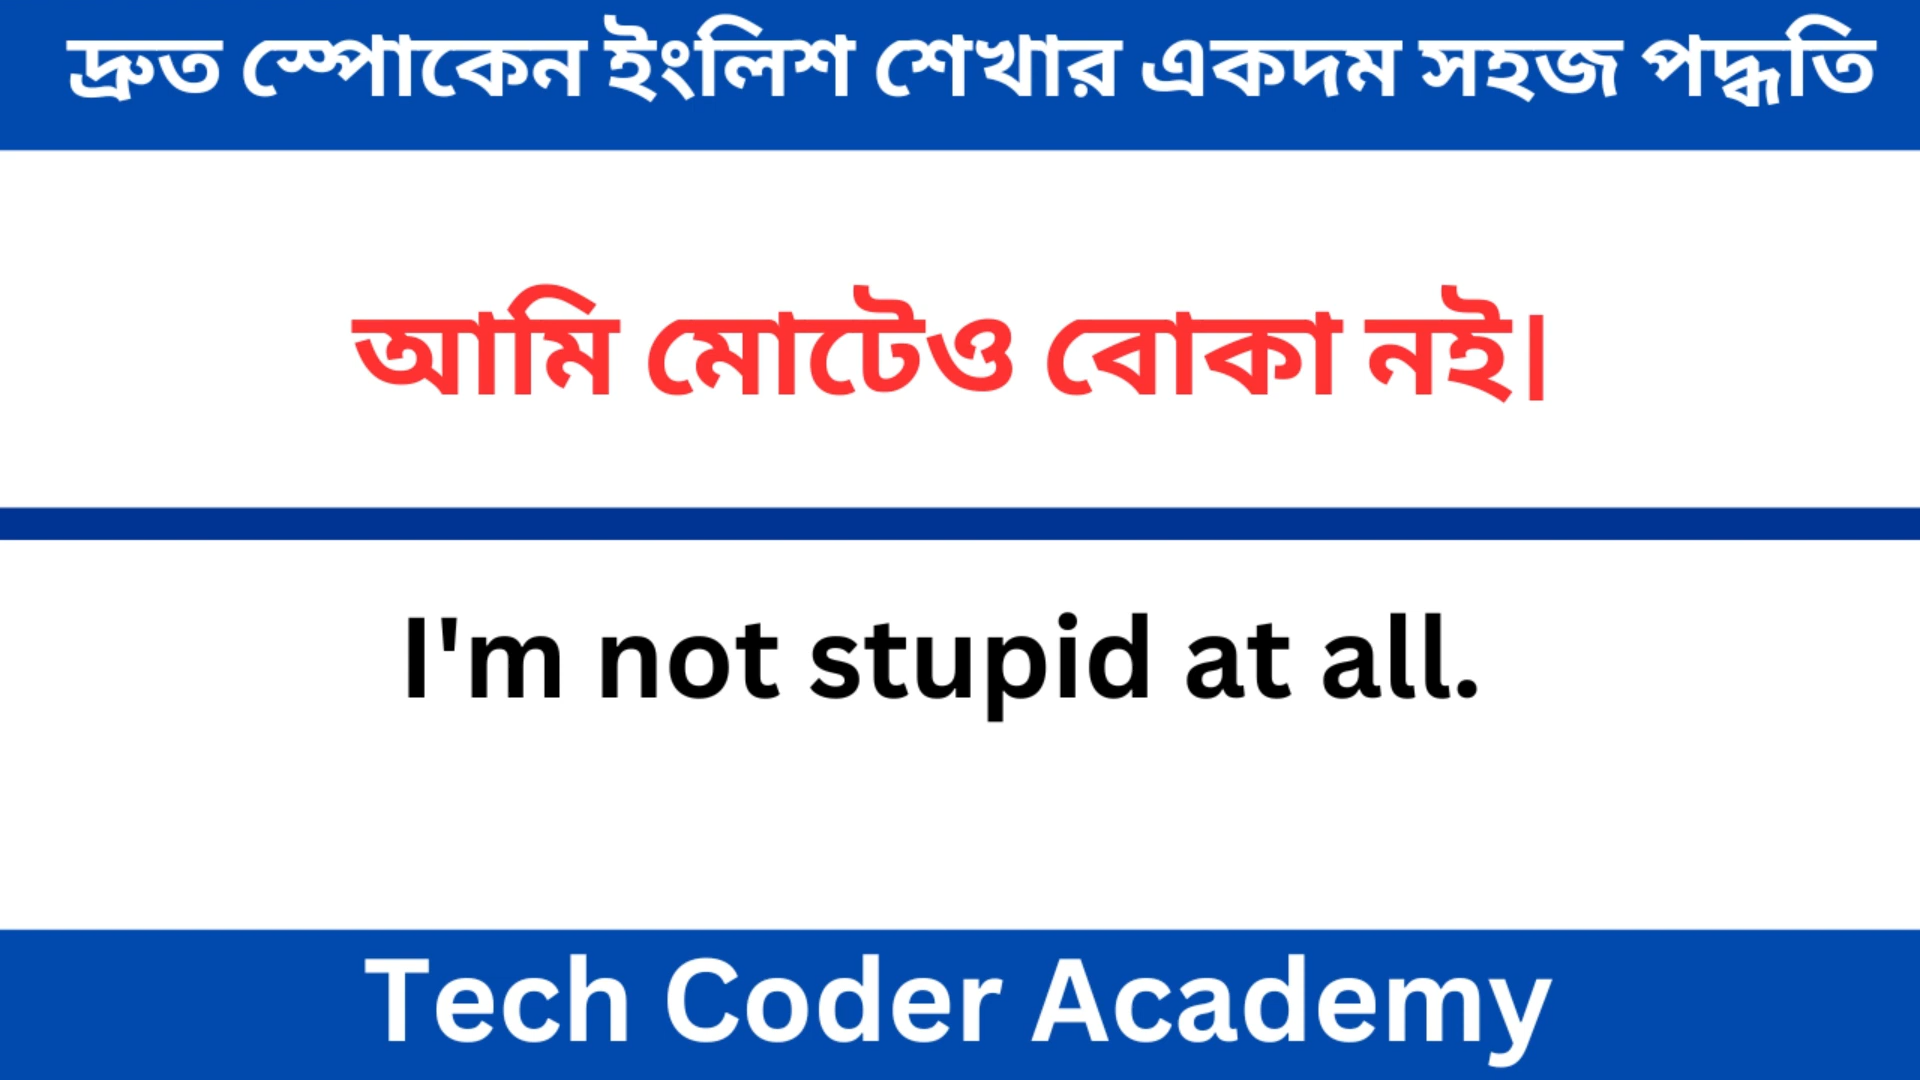 দ্রুত স্পোকেন ইংলিশ শেখার একদম সহজ পদ্ধতি
আমি মোটেও বোকা নই।
I'm not stupid at all.
Tech Coder Academy